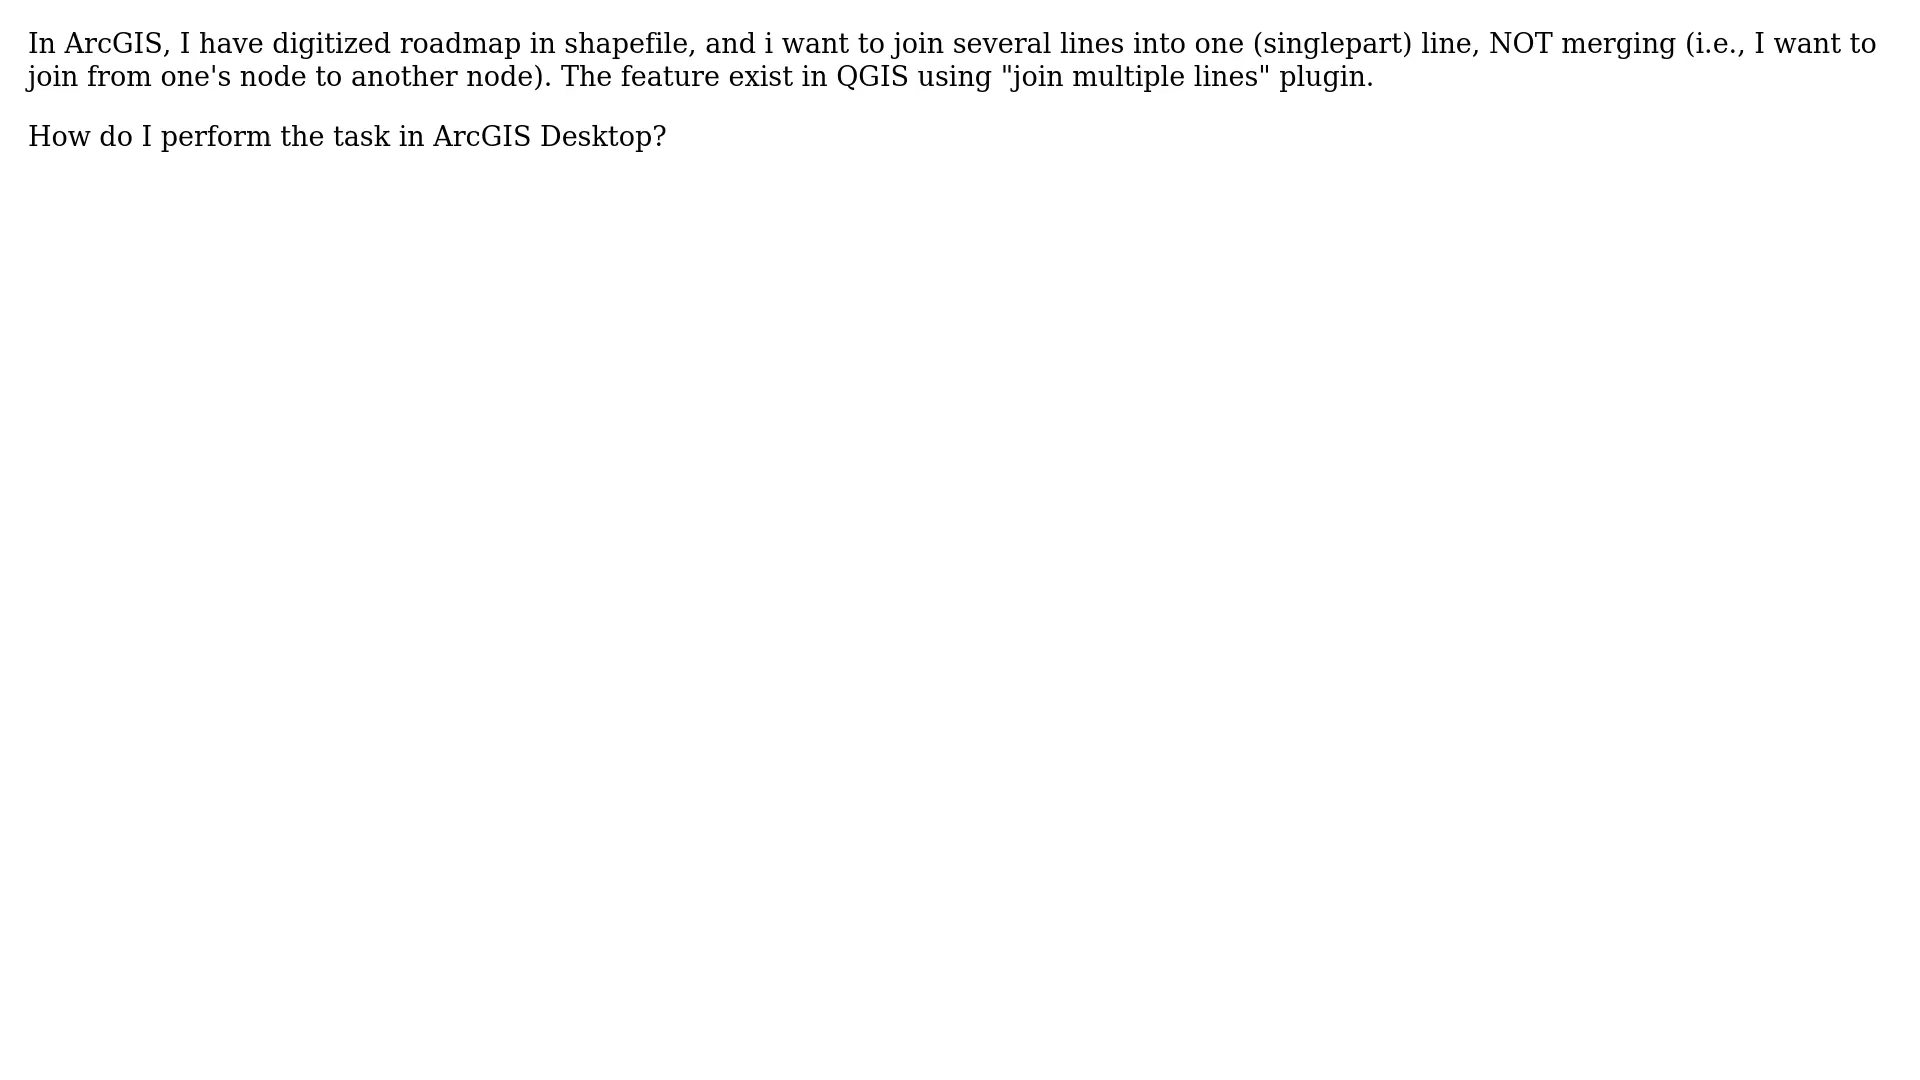 In ArcGIS, I have digitized roadmap in shapefile, and i want to join several lines into one (singlepart) line, NOT merging (i.e., I want to
join from one's node to another node). The feature exist in QGIS using "join multiple lines" plugin.
How do I perform the task in ArcGIS Desktop?